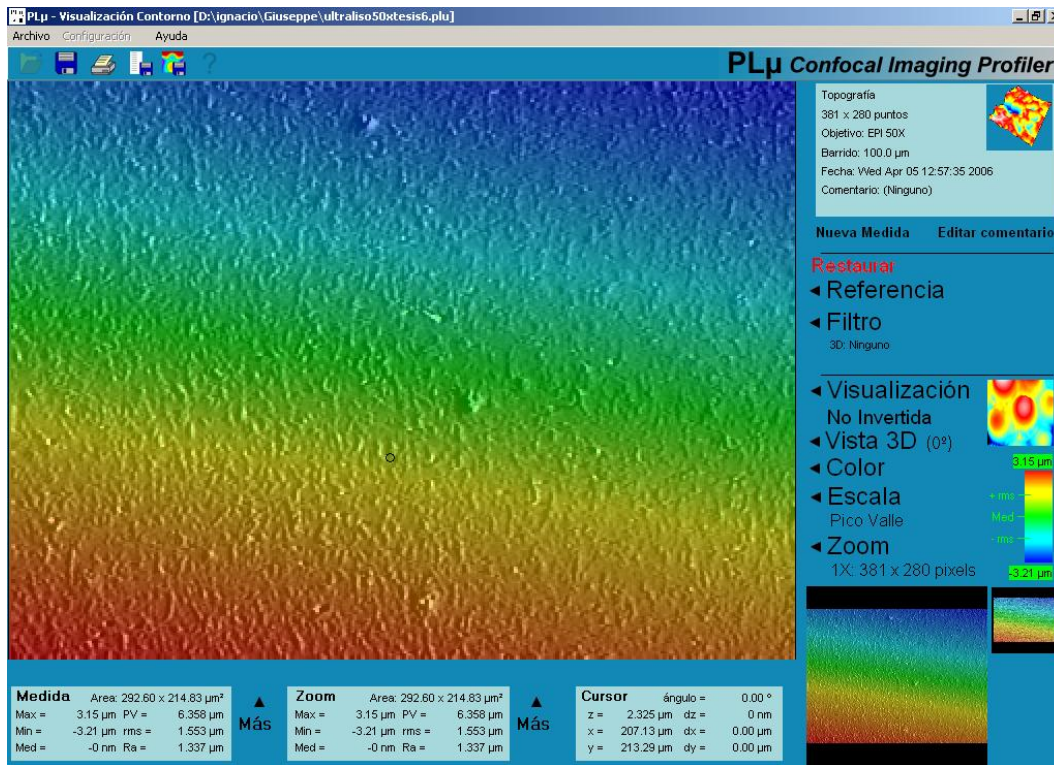 PLµ - Visualización Contorno [D:\ignacio\Giuseppe\ultraliso50xtesis6.plu]
Archivo Configuración Ayuda
PLµ Confocal Imaging Profiler
Topografía
381 x 280 puntos
Objetivo: EPI 50X
Barrido: 100.0 µm
Fecha: Wed Apr 05 12:57:35 2006
Comentario: (Ninguno)
Nueva Medida Editar comentario
Restaurar
Referencia
Filtro
3D: Ninguno
Visualización
No Invertida
Vista 3D (0º)
Color
3.15 µm
Escala
+ rms
Pico Valle
Med
- rms
Zoom
1X: 381 x 280 pixels
-3.21 µm
Medida Area: 292.60 x 214.83 µm²
Max = 3.15 µm PV = 6.358 µm
Min = -3.21 µm rms = 1.553 µm
Med = -0 nm Ra = 1.337 µm
Más
Zoom Area: 292.60 x 214.83 µm²
Max = 3.15 µm PV = 6.358 µm
Min = -3.21 µm rms = 1.553 µm
Med = -0 nm Ra = 1.337 µm
Más
Cursor ángulo = 0.00 º
z = 2.325 µm dz = 0 nm
x = 207.13 µm dx = 0.00 µm
y = 213.29 µm dy = 0.00 µm